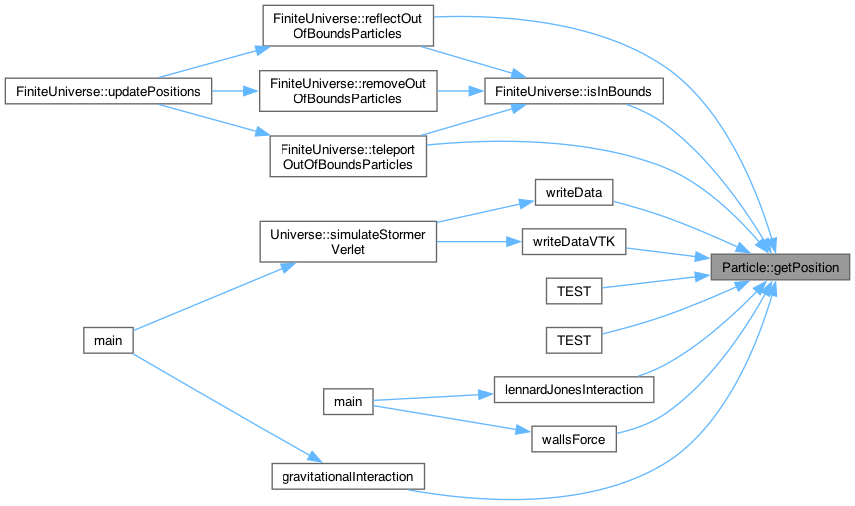 FiniteUniverse::reflectOut
OfBoundsParticles
FiniteUniverse::updatePositions
FiniteUniverse::removeOut
OfBoundsParticles
FiniteUniverse::isInBounds
FiniteUniverse::teleport
OutOfBoundsParticles
writeData
Universe::simulateStormer
Verlet
writeDataVTK
Particle::getPosition
TEST
main
TEST
lennardJonesInteraction
main
wallsForce
gravitationalInteraction